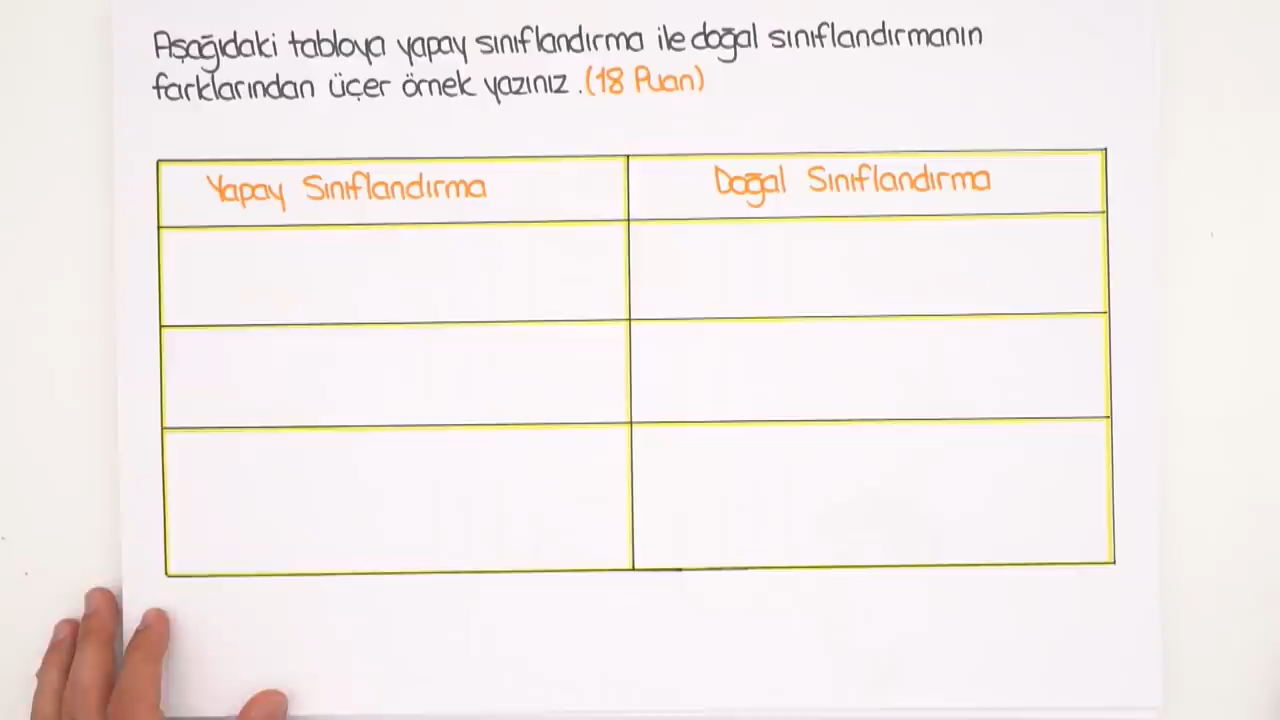 Aşağıdaki tabloya yapay sınıflandırma ile doğal sınıflandırmanın
farklarından üçer örnek yazınız. (18 Puan)
Yapay Sınıflandırma
Doğal Sınıflandırma